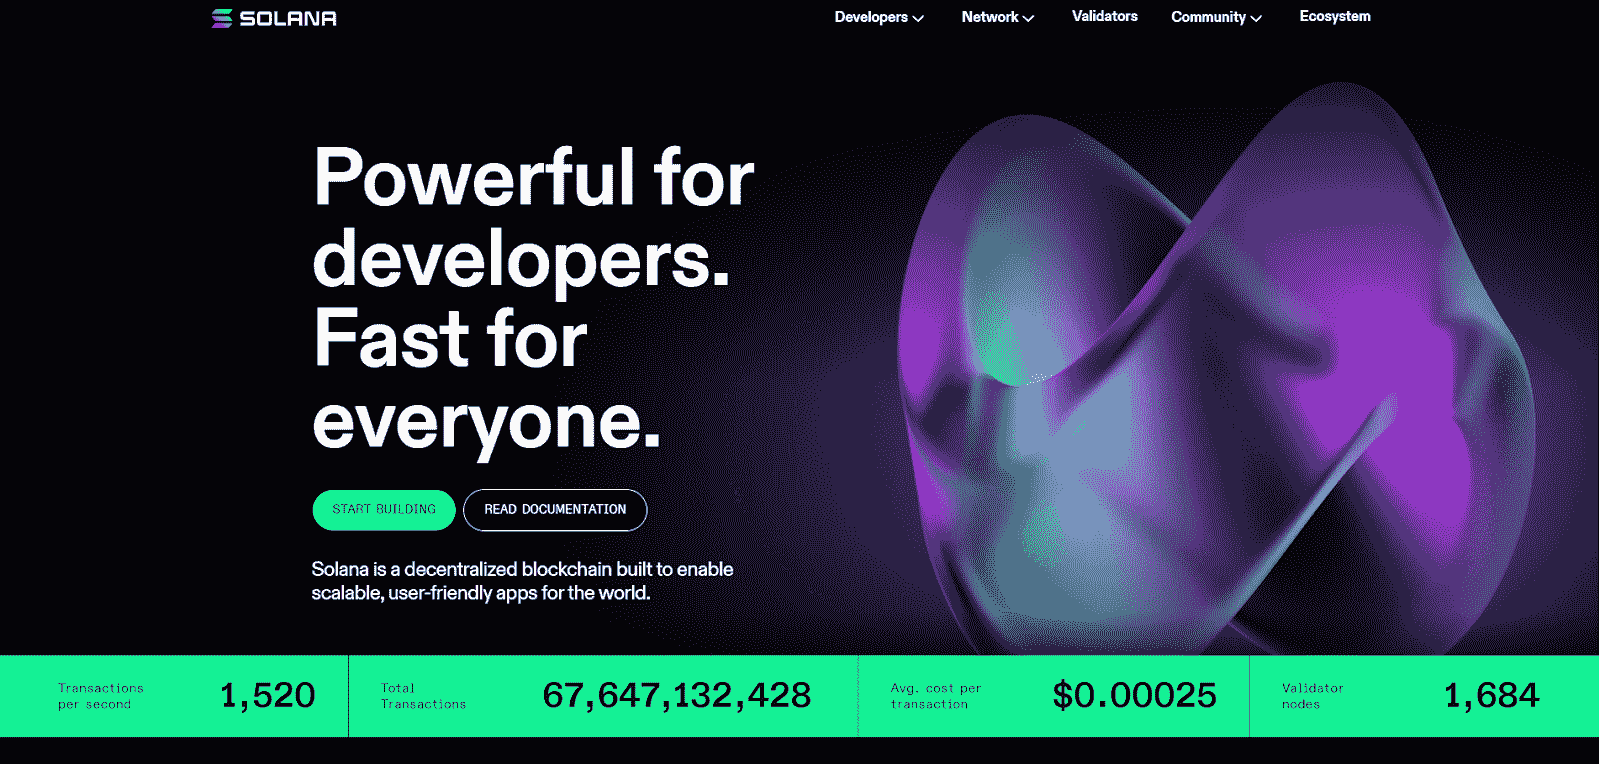 SOLANA
Developers Network Validators Community Ecosystem
Powerful for
developers.
Fast for
everyone.
START BUILDING READ DOCUMENTATION
Solana is a decentralized blockchain built to enable
scalable, user-friendly apps for the world.
Transactions
per second
1,520
Total
Transactions
67,647,132,428
Avg. cost per
transaction
$0.00025
Validator
nodes
1,684